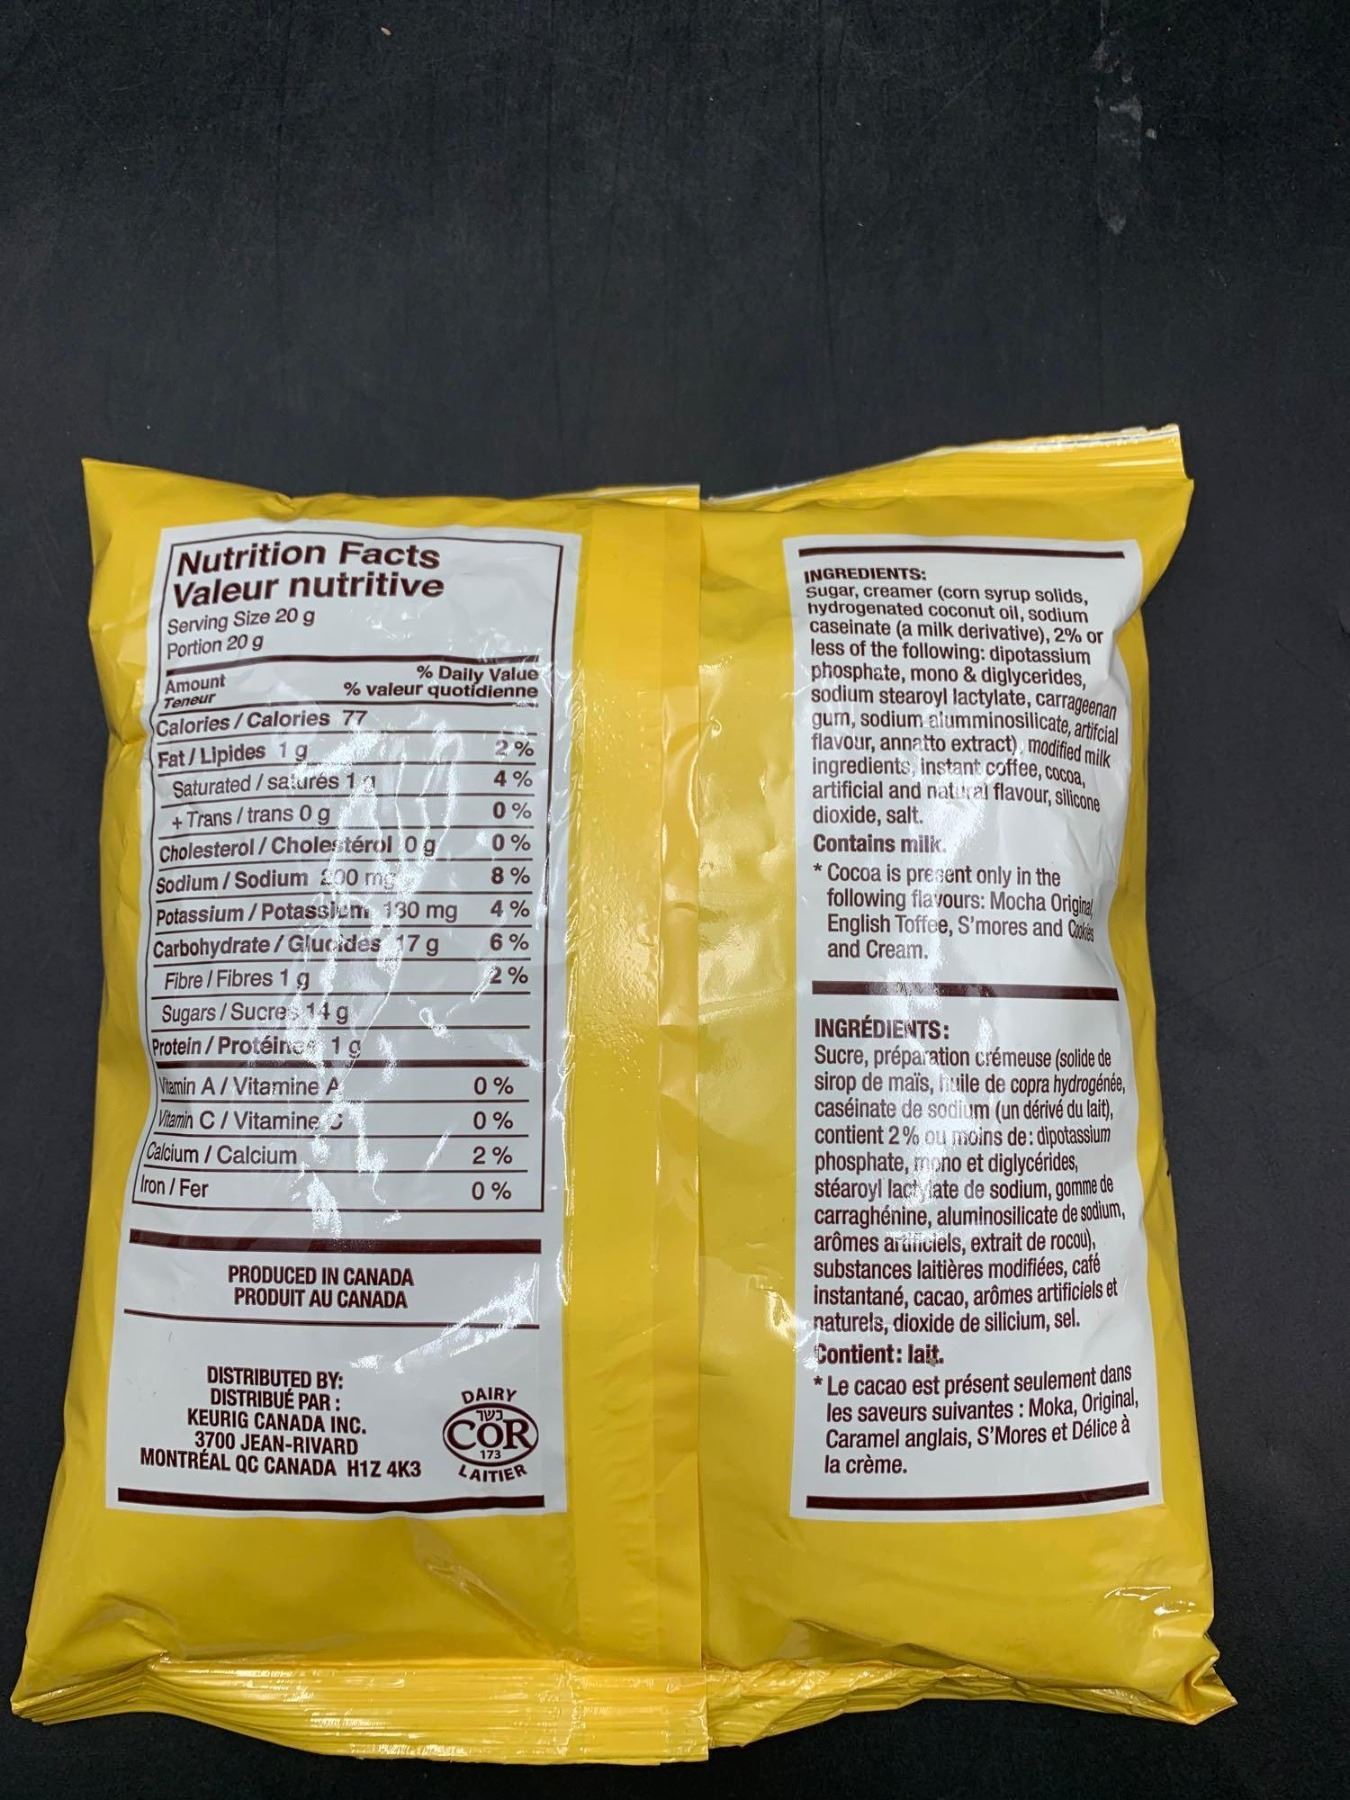 Nutrition Facts
Valeur nutritive
Serving Size 20 g
Portion 20 g
Amount
Teneur
% Daily Value
% valeur quotidienne
Calories / Calories 77
Fat / Lipides 1 g 2 %
Saturated / saturés 1 g 4 %
+ Trans / trans 0 g 0 %
Cholesterol / Cholestérol 0 g 0 %
Sodium / Sodium 200 mg 8 %
Potassium / Potassium 130 mg 4 %
Carbohydrate / Glucides 17 g 6 %
Fibre / Fibres 1 g 2 %
Sugars / Sucres 14 g
Protein / Protéines 1 g
Vitamin A / Vitamine A 0 %
Vitamin C / Vitamine C 0 %
Calcium / Calcium 2 %
Iron / Fer 0 %
PRODUCED IN CANADA
PRODUIT AU CANADA
DISTRIBUTED BY:
DISTRIBUÉ PAR :
KEURIG CANADA INC.
3700 JEAN-RIVARD
MONTRÉAL QC CANADA H1Z 4K3
DAIRY
כשר
COR
173
LAITIER
INGREDIENTS:
Sugar, creamer (corn syrup solids,
hydrogenated coconut oil, sodium
caseinate (a milk derivative), 2% or
less of the following: dipotassium
phosphate, mono & diglycerides,
sodium stearoyl lactylate, carrageenan
gum, sodium alumminosilicate, artifcial
flavour, annatto extract), modified milk
ingredients, instant coffee, cocoa,
artificial and natural flavour, silicone
dioxide, salt.
Contains milk.
* Cocoa is present only in the
following flavours: Mocha Original,
English Toffee, S'mores and Cookies
and Cream.
INGRÉDIENTS:
Sucre, préparation crémeuse (solide de
sirop de maïs, huile de copra hydrogénée,
caséinate de sodium (un dérivé du lait),
contient 2 % ou moins de: dipotassium
phosphate, mono et diglycérides,
stéaroyl lactylate de sodium, gomme de
carraghénine, aluminosilicate de sodium,
arômes artificiels, extrait de rocou),
substances laitières modifiées, café
instantané, cacao, arômes artificiels et
naturels, dioxide de silicium, sel.
Contient: lait.
* Le cacao est présent seulement dans
les saveurs suivantes : Moka, Original,
Caramel anglais, S'Mores et Délice à
la crème.